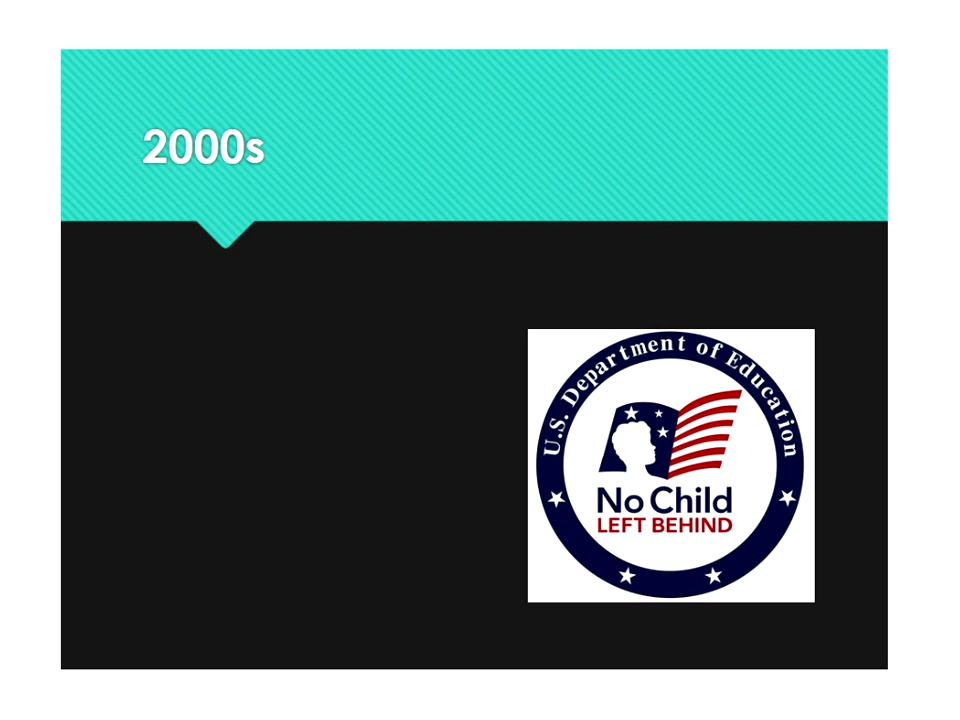 2000s
U.S. Department of Education
No Child
LEFT BEHIND